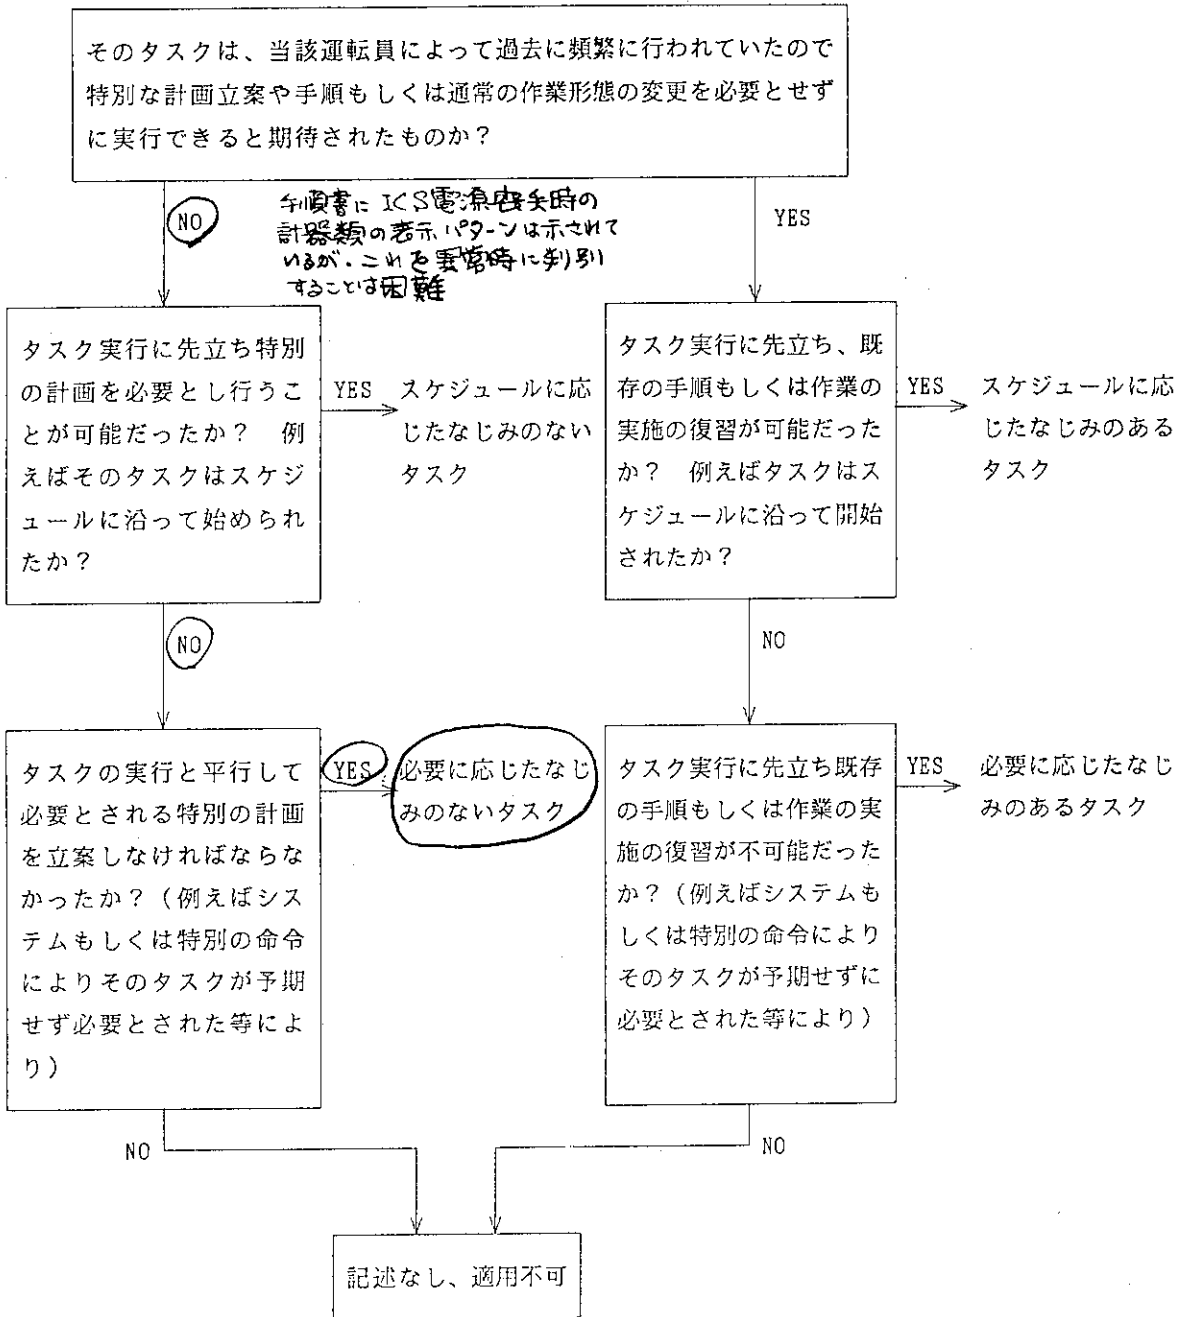 そのタスクは、当該運転員によって過去に頻繁に行われていたので
特別な計画立案や手順もしくは通常の作業形態の変更を必要とせず
に実行できると期待されたものか?
NO
手順書に ICS電源喪失時の
計器類の表示パターンは示されて
いるが、これを異常時に判別
することは困難
YES
タスク実行に先立ち特別
の計画を必要とし行うこ
とが可能だったか? 例
えばそのタスクはスケジ
ュールに沿って始められ
たか?
YES
スケジュールに応
じたなじみのない
タスク
タスク実行に先立ち、既
存の手順もしくは作業の
実施の復習が可能だった
か? 例えばタスクはス
ケジュールに沿って開始
されたか?
YES
スケジュールに応
じたなじみのある
タスク
NO
NO
タスクの実行と平行して
必要とされる特別の計画
を立案しなければならな
かったか?(例えばシス
テムもしくは特別の命令
によりそのタスクが予期
せず必要とされた等によ
り)
YES
必要に応じたなじ
みのないタスク
タスク実行に先立ち既存
の手順もしくは作業の実
施の復習が不可能だった
か?(例えばシステムも
しくは特別の命令により
そのタスクが予期せずに
必要とされた等により)
YES
必要に応じたなじ
みのあるタスク
NO
NO
記述なし、適用不可